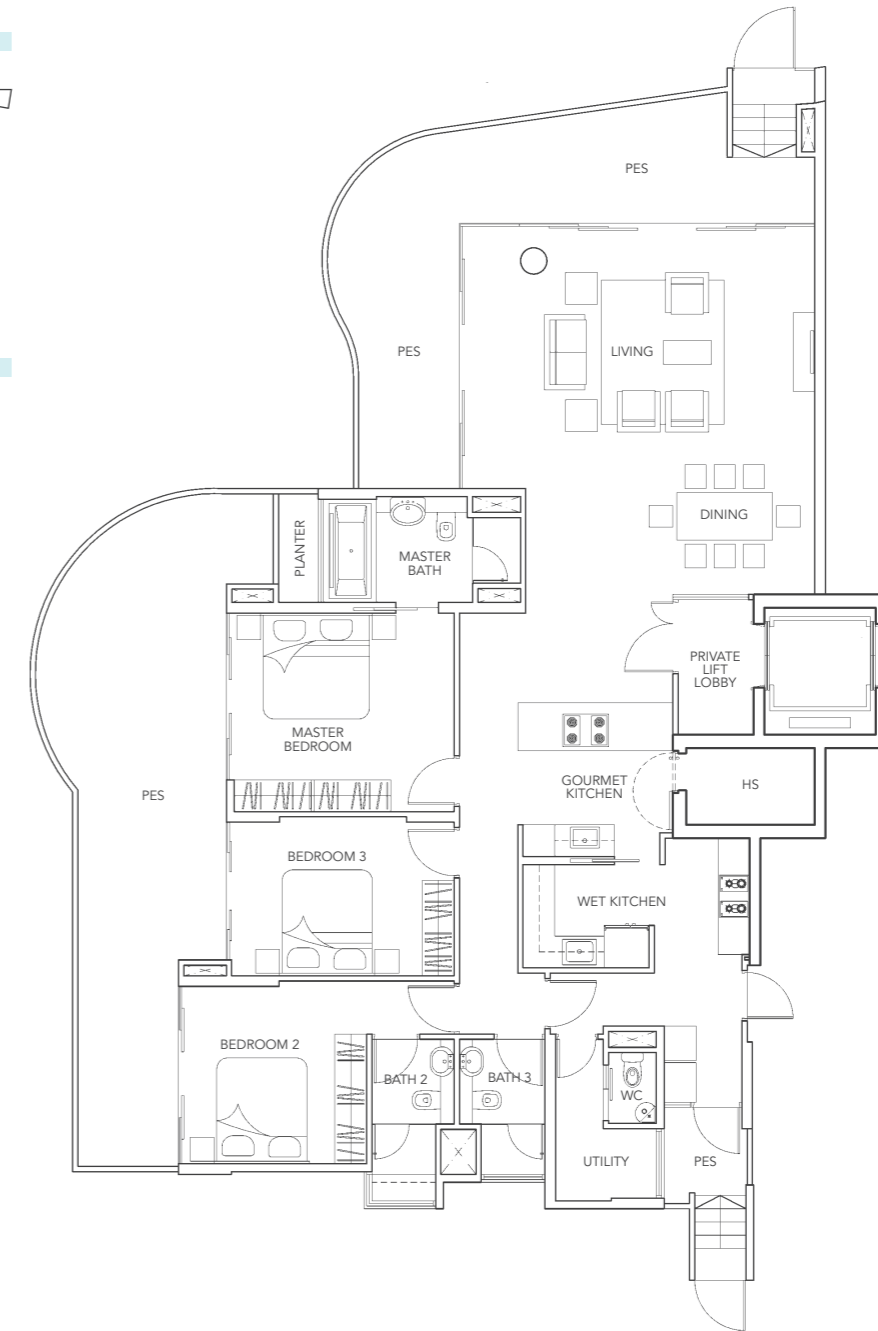 PES
PES
LIVING
DINING
PLANTER
MASTER
BATH
PRIVATE
LIFT
LOBBY
MASTER
BEDROOM
GOURMET
KITCHEN
HS
PES
BEDROOM 3
WET KITCHEN
BEDROOM 2
BATH 2
BATH 3
WC
UTILITY
PES